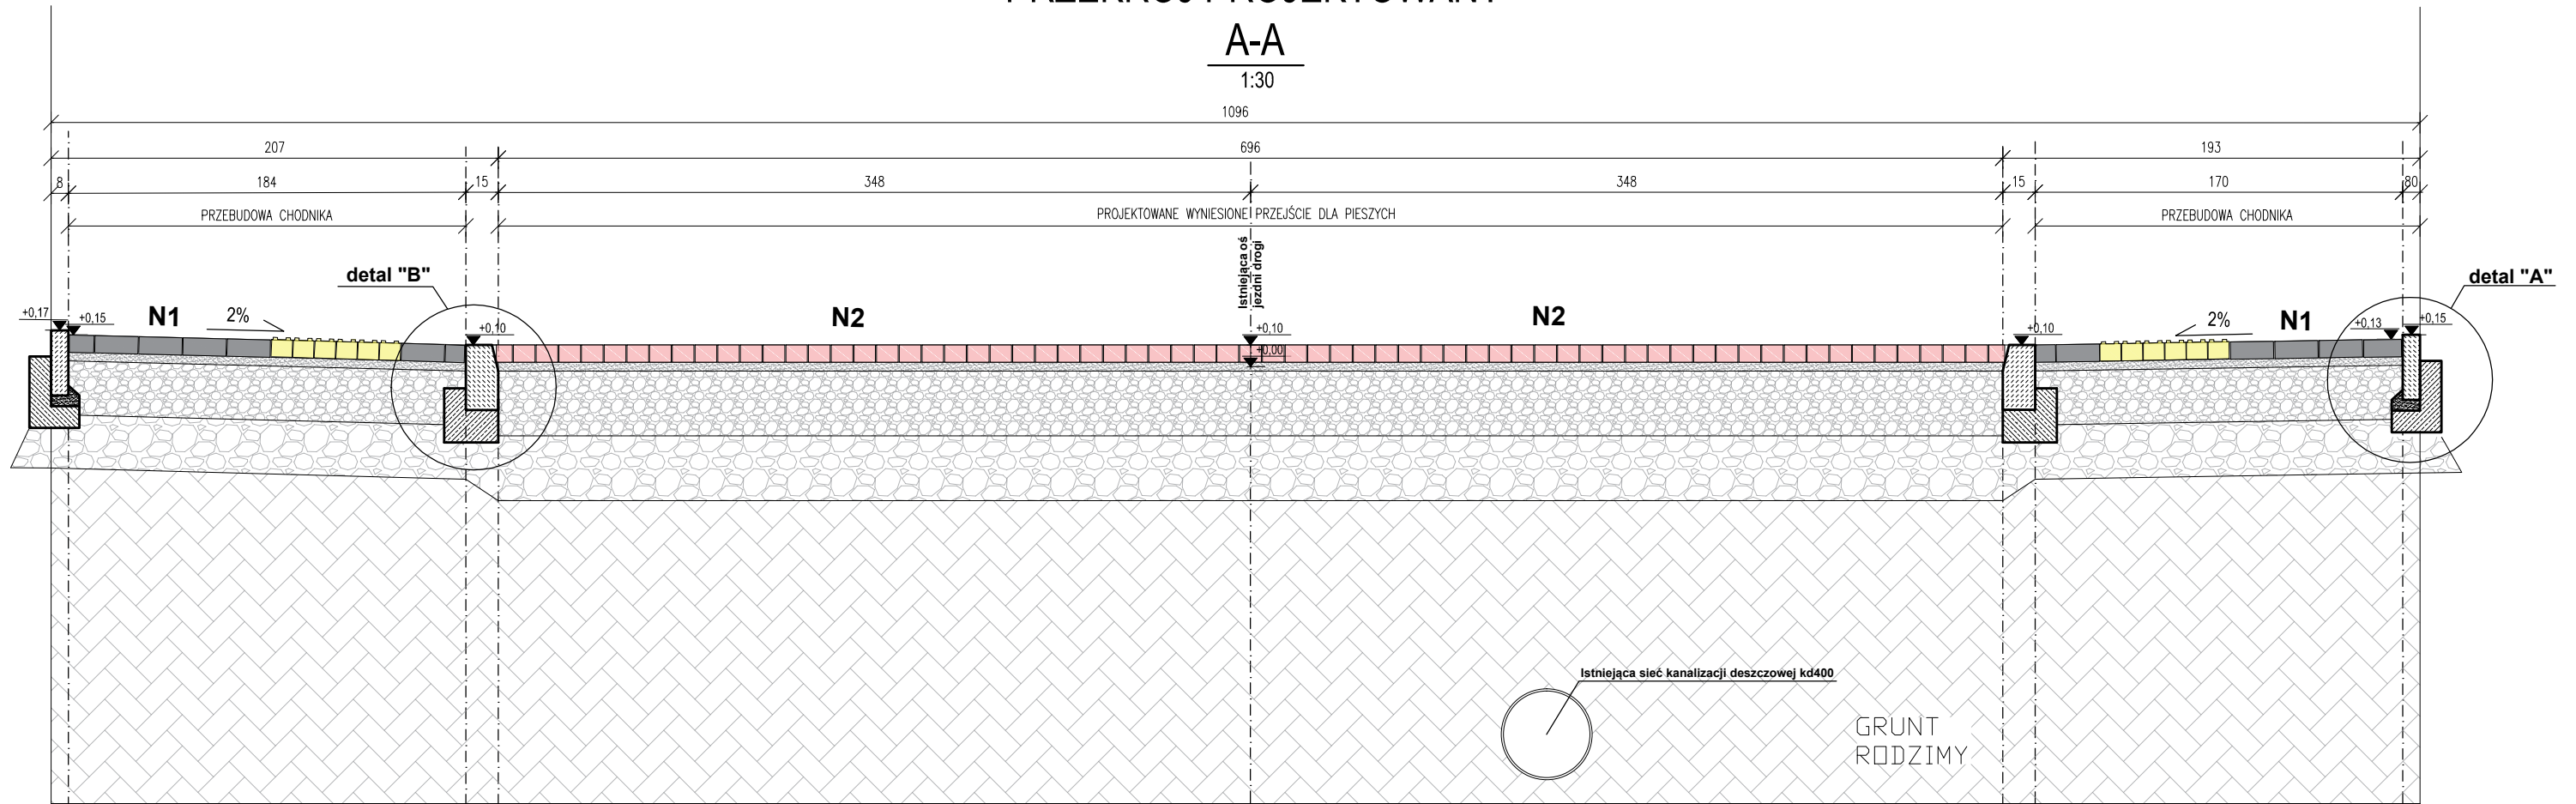 PRZEKRÓJ PROJEKTOWANY
A-A
1:30
1096
207
696
193
8
184
15
348
348
15
170
80
PRZEBUDOWA CHODNIKA
PROJEKTOWANE WYNIESIONE PRZEJŚCIE DLA PIESZYCH
PRZEBUDOWA CHODNIKA
Istniejąca oś
jezdni drogi
detal "B"
detal "A"
+0,17
+0,15
N1
2%
+0,10
N2
+0,10
+0,00
N2
+0,10
2%
N1
+0,13
+0,15
Istniejąca sieć kanalizacji deszczowej kd400
GRUNT
RODZIMY